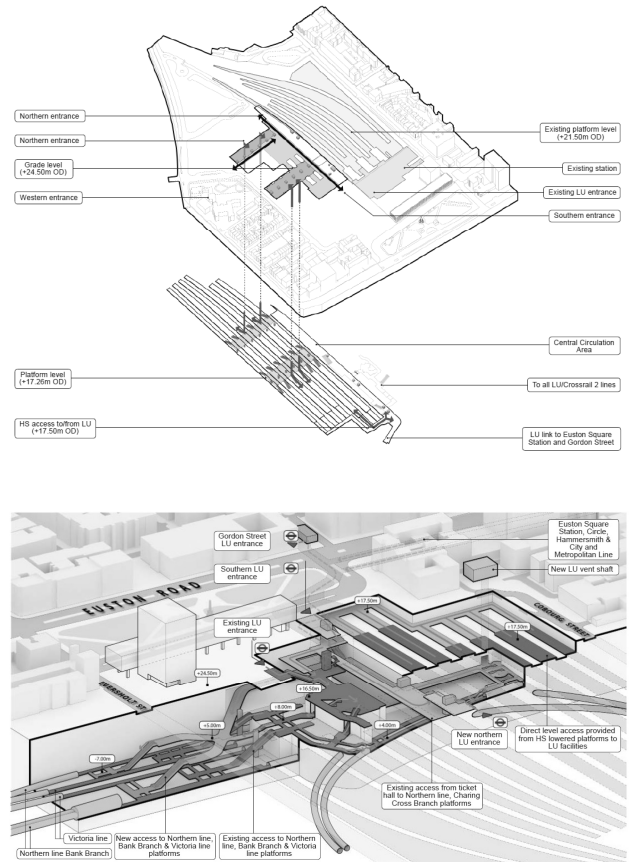 Northern entrance
Northern entrance
Grade level
(+24.50m OD)
Western entrance
Existing platform level
(+21.50m OD)
Existing station
Existing LU entrance
Southern entrance
Central Circulation
Area
Platform level
(+17.26m OD)
To all LU/Crossrail 2 lines
HS access to/from LU
(+17.50m OD)
LU link to Euston Square
Station and Gordon Street
Gordon Street
LU entrance
Euston Square
Station, Circle,
Hammersmith &
City and
Metropolitan Line
Southern LU
entrance
New LU vent shaft
EUSTON ROAD
+17.50m
COBOURG STREET
Existing LU
entrance
+17.50m
+24.50m
EVERSHOLT ST.
+16.50m
+8.00m
+5.00m
+4.00m
-7.00m
New northern
LU entrance
Direct level access provided
from HS lowered platforms to
LU facilities
Existing access from ticket
hall to Northern line, Charing
Cross Branch platforms
Victoria line
New access to Northern line,
Bank Branch & Victoria line
platforms
Existing access to Northern
line, Bank Branch & Victoria
line platforms
Northern line Bank Branch